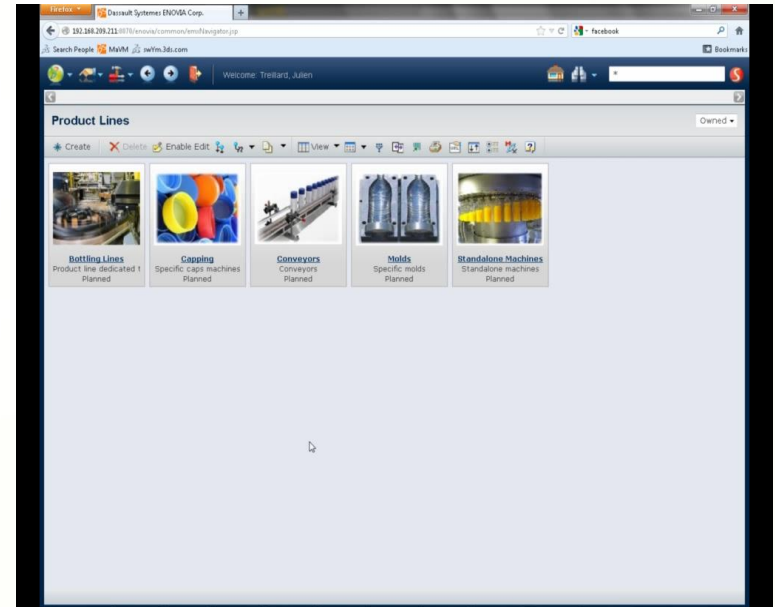 Firefox
Dassault Systemes ENOVIA Corp.
192.168.209.211:8070/enovia/common/emxNavigator.jsp
facebook
Search People
MaVM
swYm.3ds.com
Bookmarks
Welcome: Treillard, Julien
*
Product Lines
Owned
Create
Delete
Enable Edit
View
Bottling Lines
Product line dedicated t
Planned
Capping
Specific caps machines
Planned
Conveyors
Conveyors
Planned
Molds
Specific molds
Planned
Standalone Machines
Standalone machines
Planned